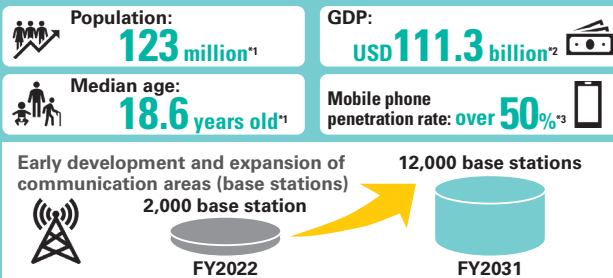 Population:
123 million*1
GDP:
USD 111.3 billion*2
Median age:
18.6 years old*1
Mobile phone
penetration rate: over 50%*3
Early development and expansion of
communication areas (base stations)
2,000 base station
FY2022
12,000 base stations
FY2031